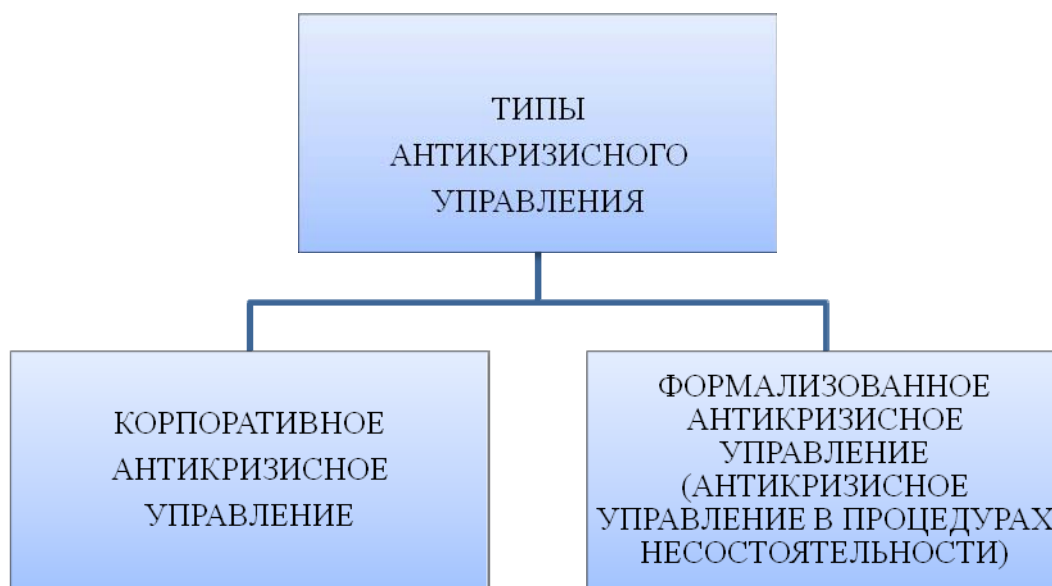 ТИПЫ
АНТИКРИЗИСНОГО
УПРАВЛЕНИЯ
КОРПОРАТИВНОЕ
АНТИКРИЗИСНОЕ
УПРАВЛЕНИЕ
ФОРМАЛИЗОВАННОЕ
АНТИКРИЗИСНОЕ
УПРАВЛЕНИЕ
(АНТИКРИЗИСНОЕ
УПРАВЛЕНИЕ В ПРОЦЕДУРАХ
НЕСОСТОЯТЕЛЬНОСТИ)